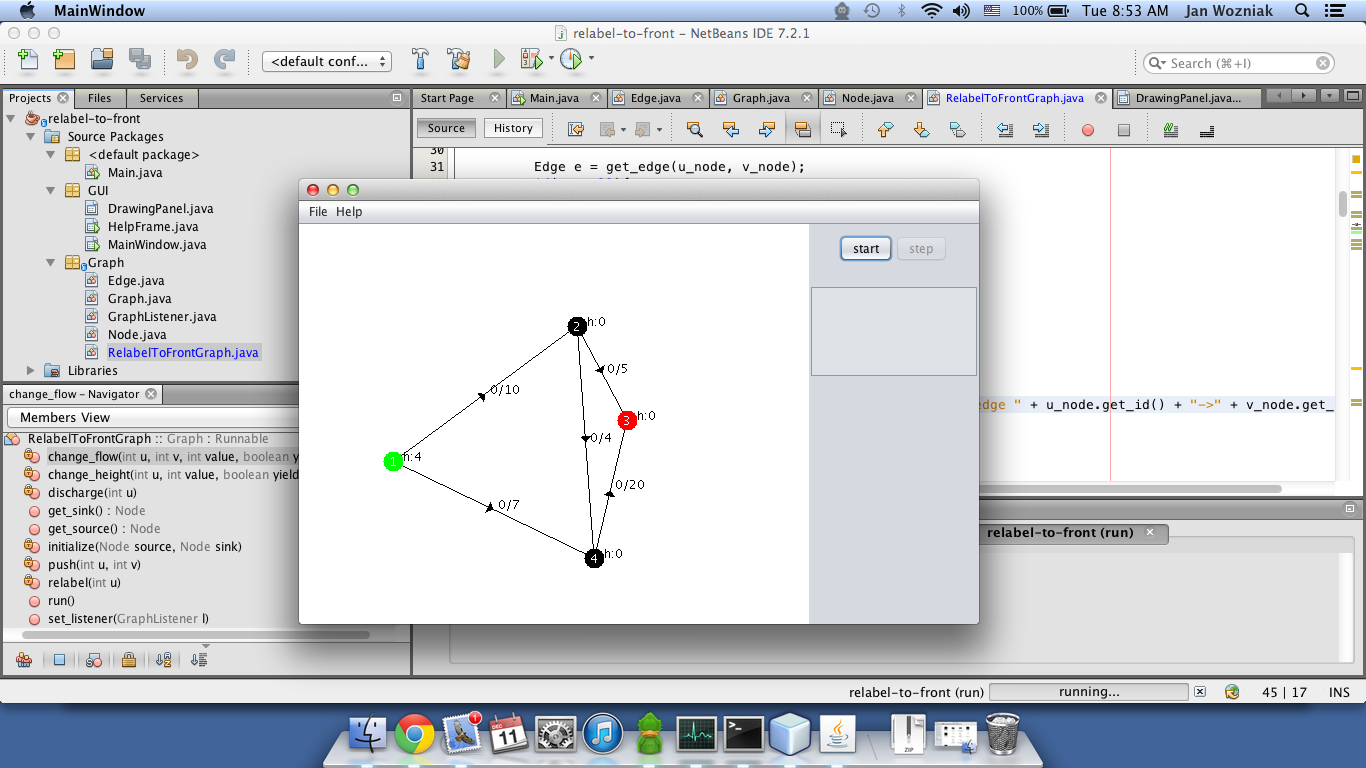 MainWindow
100%
Tue 8:53 AM
Jan Wozniak
relabel-to-front – NetBeans IDE 7.2.1
<default conf...
Search (⌘+I)
Projects
Files
Services
relabel-to-front
Source Packages
<default package>
Main.java
GUI
DrawingPanel.java
HelpFrame.java
MainWindow.java
Graph
Edge.java
Graph.java
GraphListener.java
Node.java
RelabelToFrontGraph.java
Libraries
change_flow – Navigator
Members View
RelabelToFrontGraph :: Graph : Runnable
change_flow(int u, int v, int value, boolean y
change_height(int u, int value, boolean yield
discharge(int u)
get_sink() : Node
get_source() : Node
initialize(Node source, Node sink)
push(int u, int v)
relabel(int u)
run()
set_listener(GraphListener l)
Start Page
Main.java
Edge.java
Graph.java
Node.java
RelabelToFrontGraph.java
DrawingPanel.java...
Source
History
30
31 Edge e = get_edge(u_node, v_node);
edge " + u_node.get_id() + "->" + v_node.get_
File Help
start
step
2 h:0
0/5
0/10
3 h:0
0/4
1 h:4
0/20
0/7
4 h:0
relabel-to-front (run)
relabel-to-front (run)
running...
45 | 17
INS
1
DEC
11
ZIP